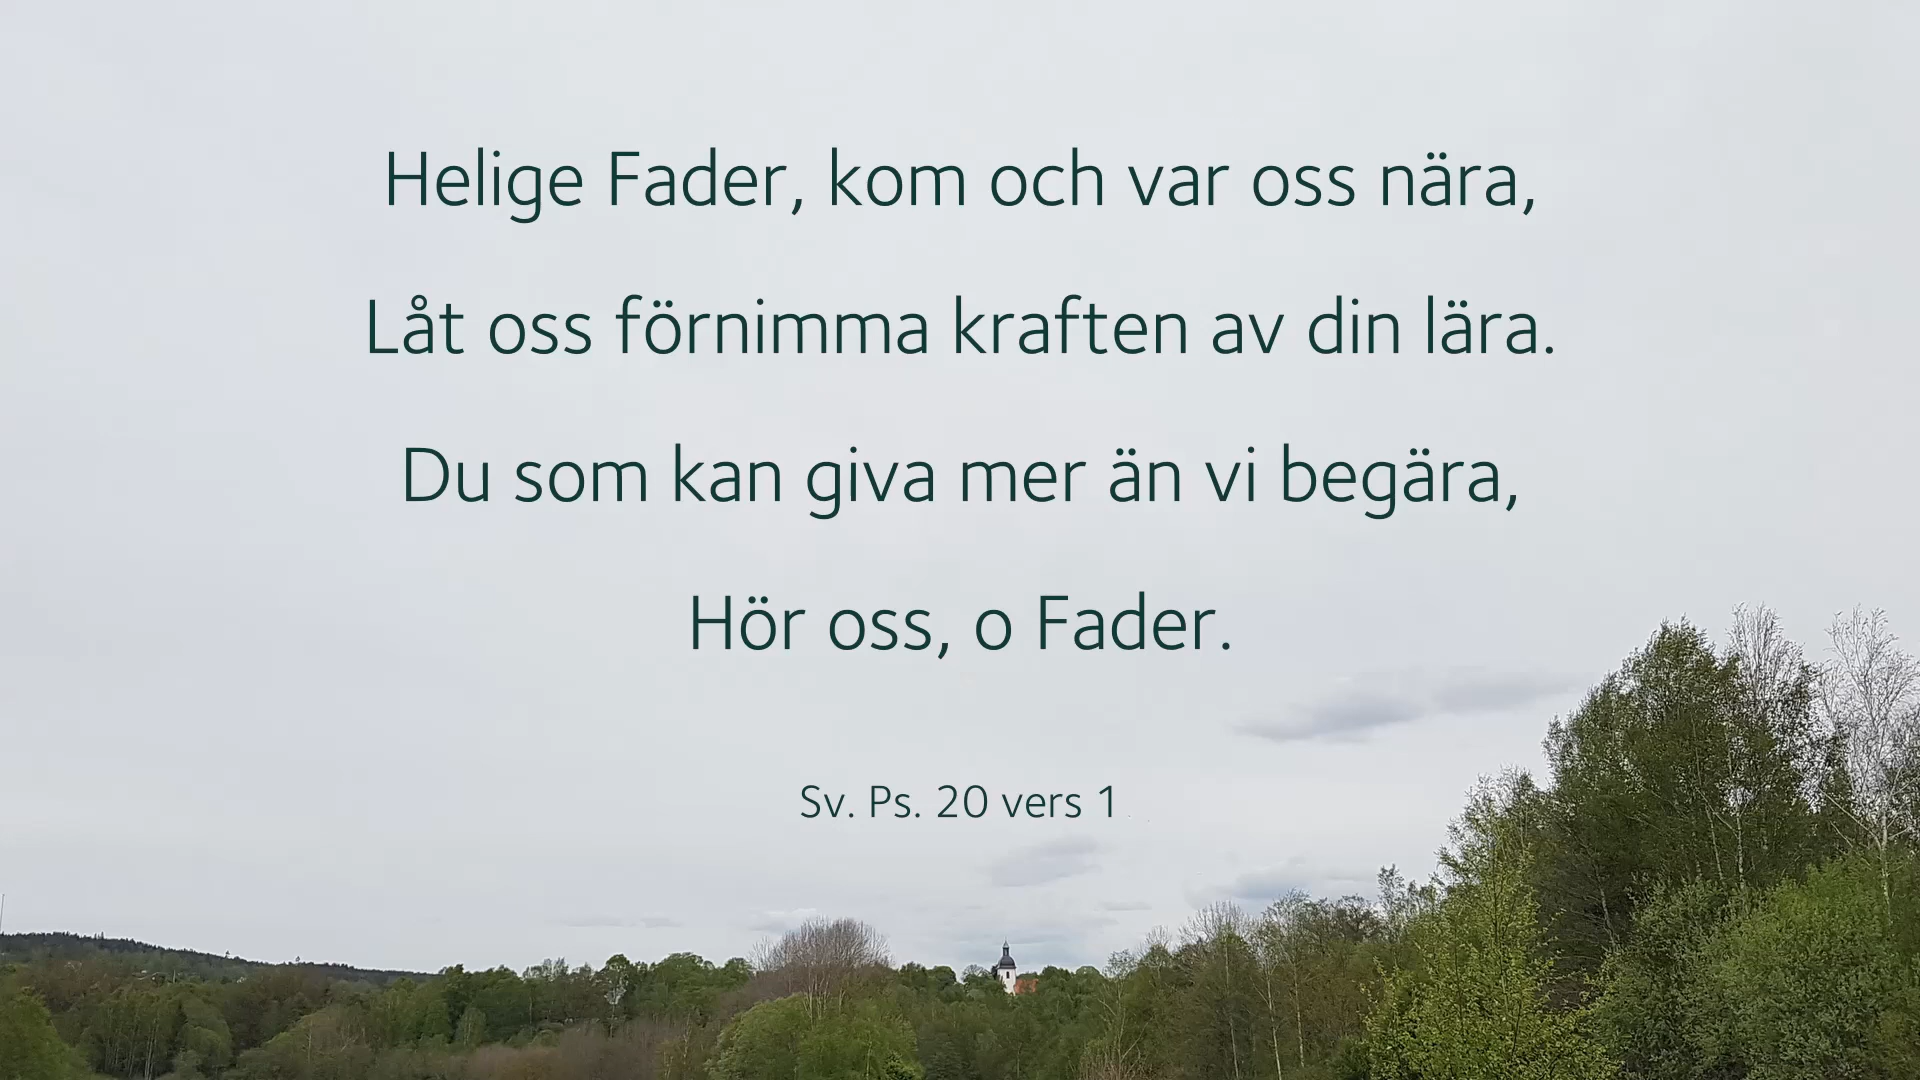 Helige Fader, kom och var oss nära,
Låt oss förnimma kraften av din lära.
Du som kan giva mer än vi begära,
Hör oss, o Fader.
Sv. Ps. 20 vers 1